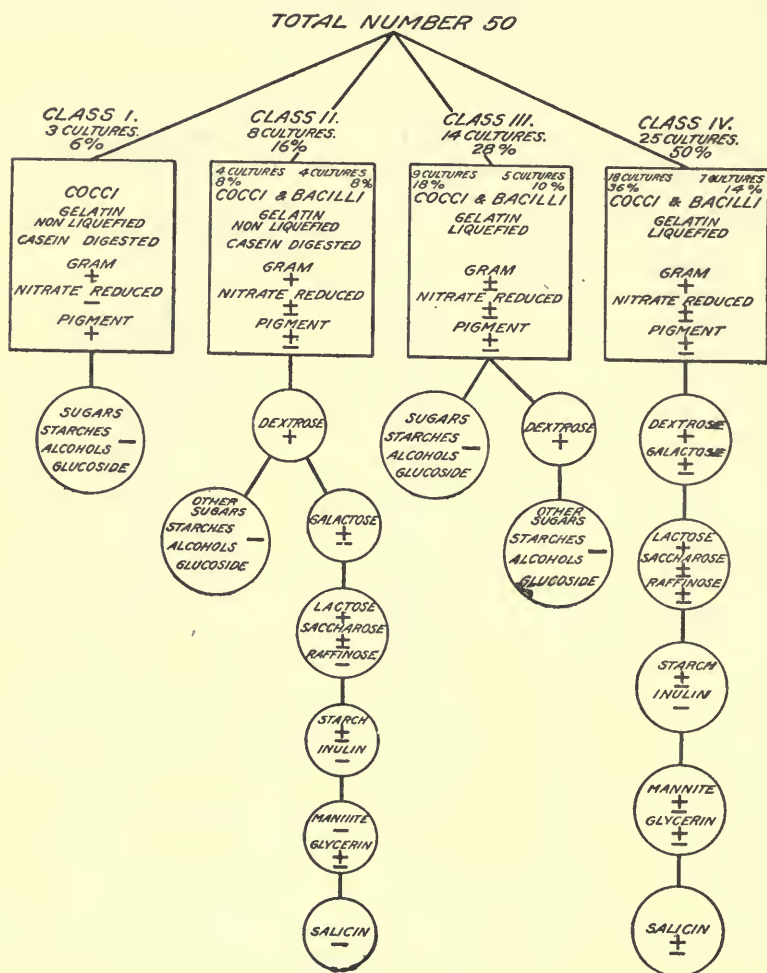 TOTAL NUMBER 50
CLASS I.
3 CULTURES.
6%
COCCI
GELATIN
NON LIQUEFIED
CASEIN DIGESTED
GRAM
+
NITRATE REDUCED
−
PIGMENT
+
SUGARS
STARCHES −
ALCOHOLS
GLUCOSIDE
CLASS II.
8 CULTURES.
16%
4 CULTURES 4 CULTURES
8% 8%
COCCI & BACILLI
GELATIN
NON LIQUEFIED
CASEIN DIGESTED
GRAM
+
NITRATE REDUCED
±
PIGMENT
±
DEXTROSE
+
OTHER
SUGARS
STARCHES −
ALCOHOLS
GLUCOSIDE
GALACTOSE
±
LACTOSE
+
SACCHAROSE
±
RAFFINOSE
−
STARCH
±
INULIN
−
MANNITE
−
GLYCERIN
±
SALICIN
−
CLASS III.
14 CULTURES.
28%
9 CULTURES 5 CULTURES
18% 10%
COCCI & BACILLI
GELATIN
LIQUEFIED
GRAM
±
NITRATE REDUCED
±
PIGMENT
±
SUGARS
STARCHES −
ALCOHOLS
GLUCOSIDE
DEXTROSE
+
OTHER
SUGARS
STARCHES −
ALCOHOLS
GLUCOSIDE
CLASS IV.
25 CULTURES
50%
18 CULTURES 7 CULTURES
36% 14%
COCCI & BACILLI
GELATIN
LIQUEFIED
GRAM
+
NITRATE REDUCED
±
PIGMENT
±
DEXTROSE
+
GALACTOSE
±
LACTOSE
+
SACCHAROSE
±
RAFFINOSE
±
STARCH
±
INULIN
−
MANNITE
±
GLYCERIN
±
SALICIN
±